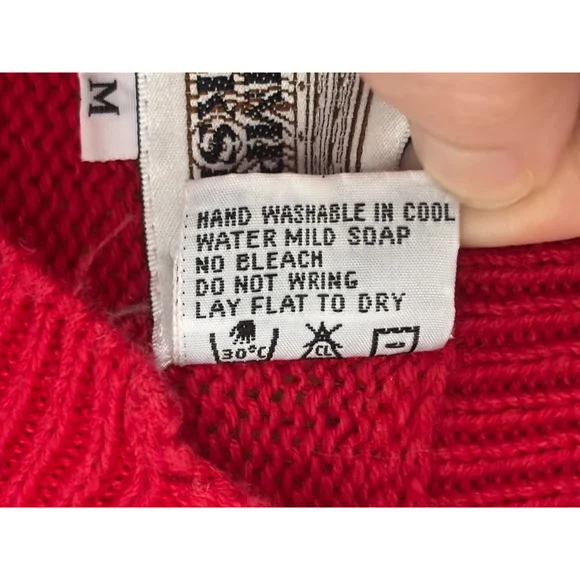 M
HAND WASHABLE IN COOL
WATER MILD SOAP
NO BLEACH
DO NOT WRING
LAY FLAT TO DRY
30°C
CL